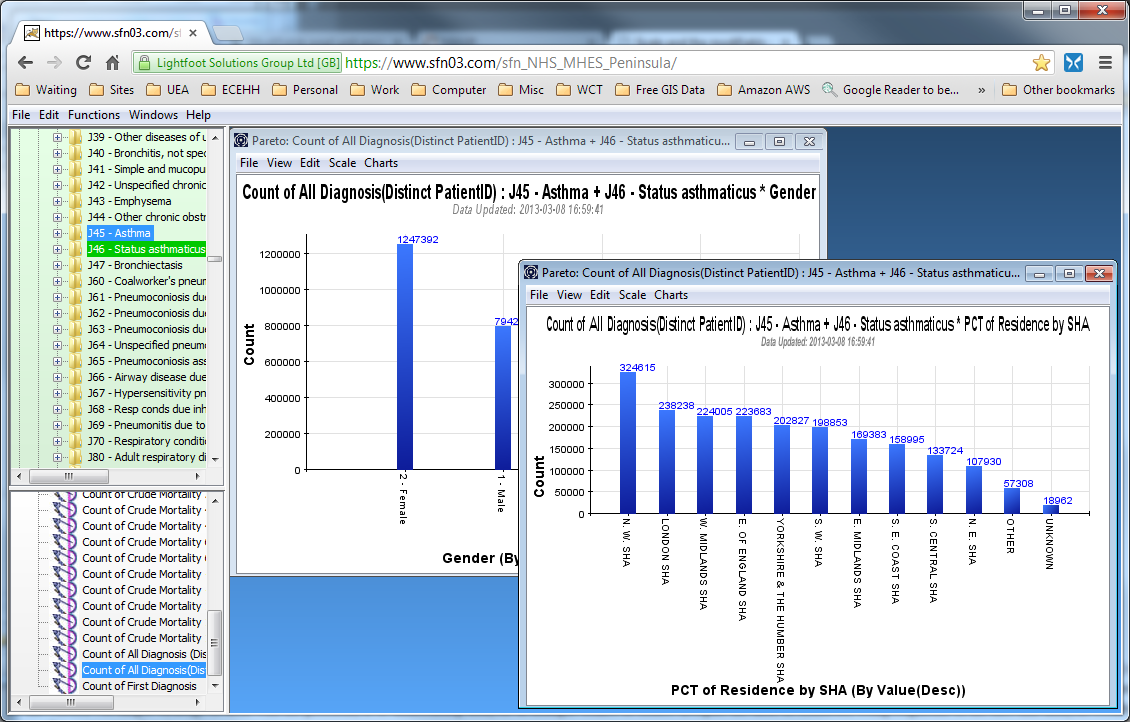 https://www.sfn03.com/sf
Lightfoot Solutions Group Ltd [GB] https://www.sfn03.com/sfn_NHS_MHES_Peninsula/
Waiting Sites UEA ECEHH Personal Work Computer Misc WCT Free GIS Data Amazon AWS Google Reader to be... » Other bookmarks
File Edit Functions Windows Help
J39 - Other diseases of u
J40 - Bronchitis, not spec
J41 - Simple and mucopu
J42 - Unspecified chronic
J43 - Emphysema
J44 - Other chronic obstr
J45 - Asthma
J46 - Status asthmaticus
J47 - Bronchiectasis
J60 - Coalworker's pneur
J61 - Pneumoconiosis due
J62 - Pneumoconiosis due
J63 - Pneumoconiosis due
J64 - Unspecified pneumo
J65 - Pneumoconiosis ass
J66 - Airway disease due
J67 - Hypersensitivity pn
J68 - Resp conds due inh
J69 - Pneumonitis due to
J70 - Respiratory conditi
J80 - Adult respiratory di
Count of Crude Mortality
Count of Crude Mortality
Count of Crude Mortality
Count of Crude Mortality
Count of Crude Mortality
Count of Crude Mortality
Count of Crude Mortality
Count of Crude Mortality
Count of Crude Mortality
Count of Crude Mortality
Count of All Diagnosis (Dis
Count of All Diagnosis(Dist
Count of First Diagnosis
Pareto: Count of All Diagnosis(Distinct PatientID) : J45 - Asthma + J46 - Status asthmaticus ...
File View Edit Scale Charts
Count of All Diagnosis(Distinct PatientID) : J45 - Asthma + J46 - Status asthmaticus * Gender
Data Updated: 2013-03-08 16:59:41
1247392
7942
1200000
1000000
800000
600000
400000
200000
0
Count
2 - Female
1 - Male
Gender (By
Pareto: Count of All Diagnosis(Distinct PatientID) : J45 - Asthma + J46 - Status asthmaticu...
File View Edit Scale Charts
Count of All Diagnosis(Distinct PatientID) : J45 - Asthma + J46 - Status asthmaticus * PCT of Residence by SHA
Data Updated: 2013-03-08 16:59:41
324615
238238
224005
223683
202827
198853
169383
158995
133724
107930
57308
18962
300000
250000
200000
150000
100000
50000
0
Count
N. W. SHA
LONDON SHA
W. MIDLANDS SHA
E. OF ENGLAND SHA
YORKSHIRE & THE HUMBER SHA
S. W. SHA
E. MIDLANDS SHA
S. E. COAST SHA
S. CENTRAL SHA
N. E. SHA
OTHER
UNKNOWN
PCT of Residence by SHA (By Value(Desc))